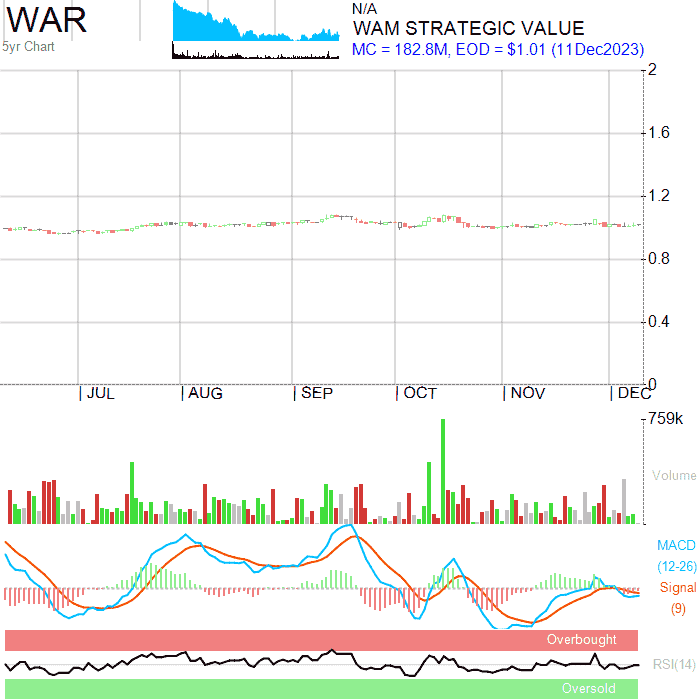 WAR
5yr Chart
N/A
WAM STRATEGIC VALUE
MC = 182.8M, EOD = $1.01 (11Dec2023)
2
1.6
1.2
0.8
0.4
0
JUL AUG SEP OCT NOV DEC
759k
Volume
MACD
(12-26)
Signal
(9)
Overbought
RSI(14)
Oversold